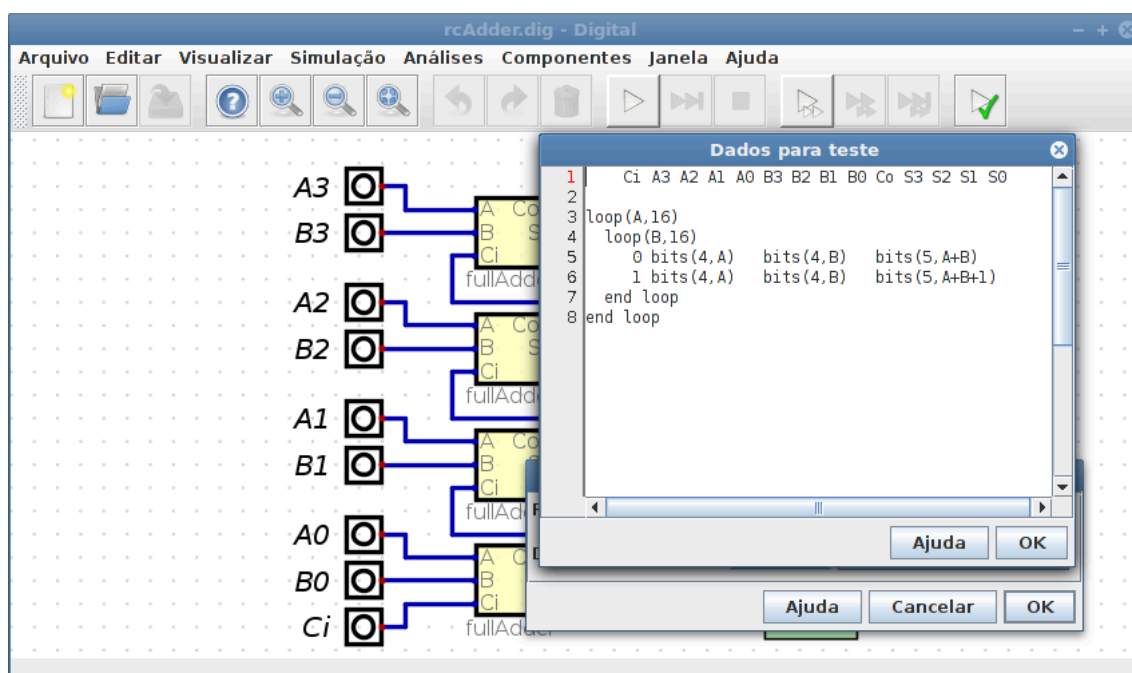 rcAdder.dig - Digital
Arquivo Editar Visualizar Simulação Análises Componentes Janela Ajuda
Dados para teste
1 Ci A3 A2 A1 A0 B3 B2 B1 B0 Co S3 S2 S1 S0
2
3 loop(A,16)
4 loop(B,16)
5 0 bits(4,A) bits(4,B) bits(5,A+B)
6 1 bits(4,A) bits(4,B) bits(5,A+B+1)
7 end loop
8 end loop
Ajuda OK
Ajuda Cancelar OK
A3
B3
A Co
B S
Ci
A2
B2
A Co
B S
Ci
A1
B1
A Co
B
Ci
A0
B0
Ci
A
B
Ci